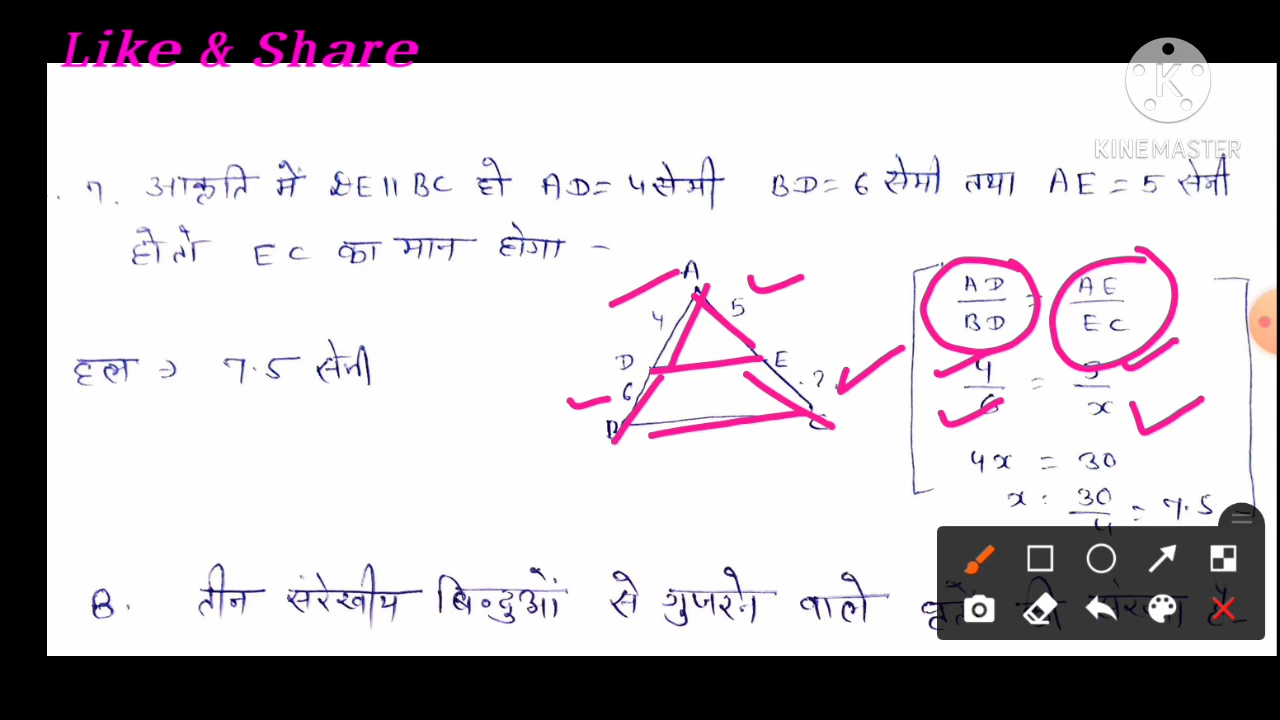 Like & Share
KINEMASTER
7. आकृति में DE॥BC हो AD= 4सेमी BD= 6 सेमी तथा AE = 5 सेमी
हो तो EC का मान होगा -
हल ⇒ 7.5 सेमी
A
4
5
D
E
6
?
B
C
AD/BD = AE/EC
4/6 = 5/x
4x = 30
x = 30/4 = 7.5
8. तीन संरेखीय बिन्दुओं से गुजरने वाले